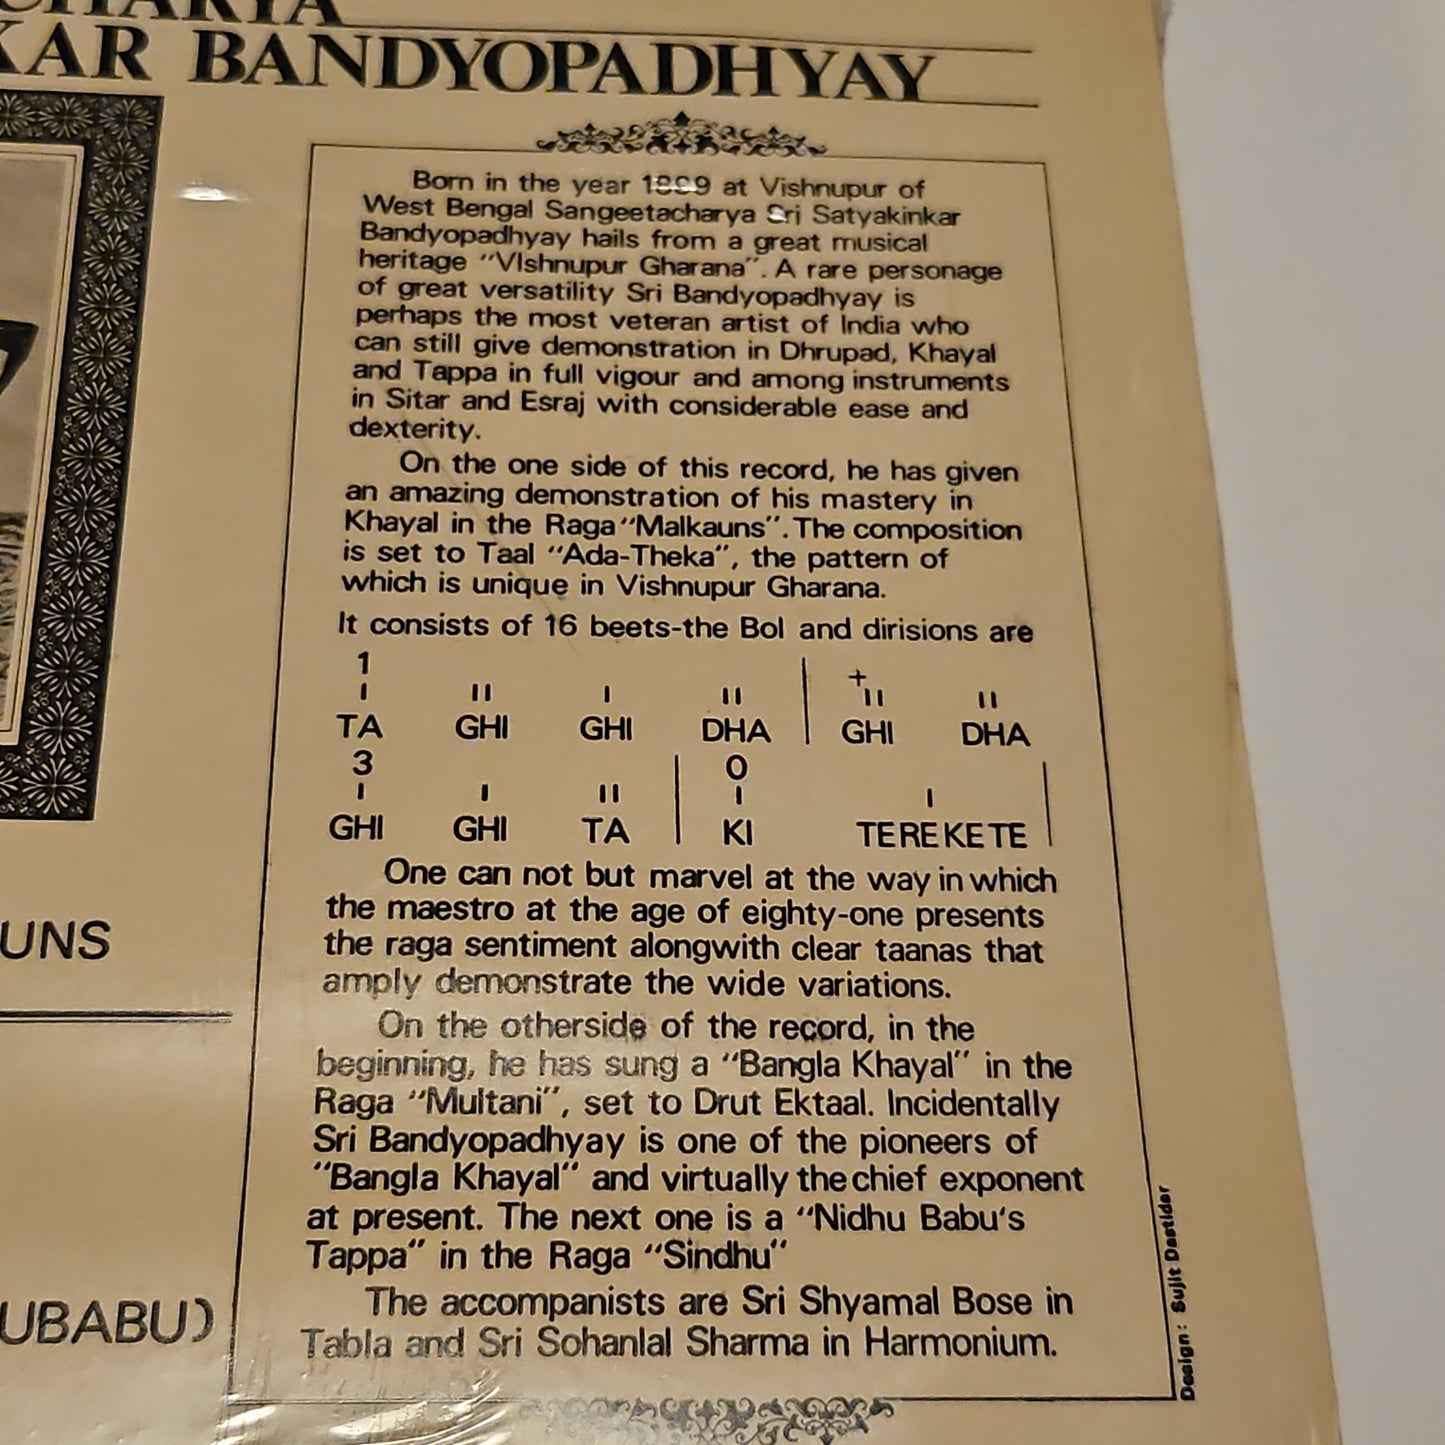 CHARYA
KAR BANDYOPADHYAY
Born in the year 1899 at Vishnupur of
West Bengal Sangeetacharya Sri Satyakinkar
Bandyopadhyay hails from a great musical
heritage "VIshnupur Gharana". A rare personage
of great versatility Sri Bandyopadhyay is
perhaps the most veteran artist of India who
can still give demonstration in Dhrupad, Khayal
and Tappa in full vigour and among instruments
in Sitar and Esraj with considerable ease and
dexterity.
On the one side of this record, he has given
an amazing demonstration of his mastery in
Khayal in the Raga "Malkauns". The composition
is set to Taal "Ada-Theka", the pattern of
which is unique in Vishnupur Gharana.
It consists of 16 beets-the Bol and dirisions are
1 +
ı ıı ı ıı ıı ıı
TA GHI GHI DHA | GHI DHA
3 0
ı ı ıı ı ı
GHI GHI TA | KI TEREKETE |
One can not but marvel at the way in which
the maestro at the age of eighty-one presents
the raga sentiment alongwith clear taanas that
amply demonstrate the wide variations.
On the otherside of the record, in the
beginning, he has sung a "Bangla Khayal" in the
Raga "Multani", set to Drut Ektaal. Incidentally
Sri Bandyopadhyay is one of the pioneers of
"Bangla Khayal" and virtually the chief exponent
at present. The next one is a "Nidhu Babu's
Tappa" in the Raga "Sindhu"
The accompanists are Sri Shyamal Bose in
Tabla and Sri Sohanlal Sharma in Harmonium.
UNS
UBABU)
Design: Sujit Dastidar